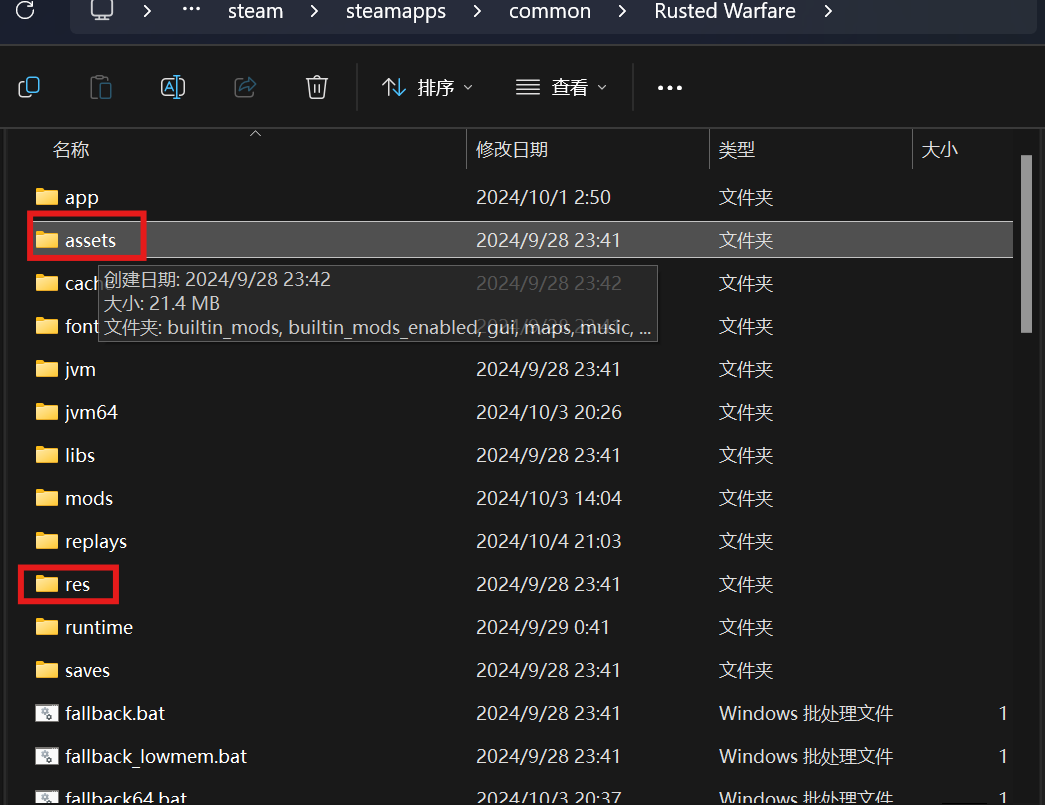 steam > steamapps > common > Rusted Warfare >
排序 查看
名称 修改日期 类型 大小
app 2024/10/1 2:50 文件夹
assets 2024/9/28 23:41 文件夹
cache 2024/9/28 23:42 文件夹
创建日期: 2024/9/28 23:42
大小: 21.4 MB
font 文件夹
文件夹: builtin_mods, builtin_mods_enabled, gui, maps, music, ...
jvm 2024/9/28 23:41 文件夹
jvm64 2024/10/3 20:26 文件夹
libs 2024/9/28 23:41 文件夹
mods 2024/10/3 14:04 文件夹
replays 2024/10/4 21:03 文件夹
res 2024/9/28 23:41 文件夹
runtime 2024/9/29 0:41 文件夹
saves 2024/9/28 23:41 文件夹
fallback.bat 2024/9/28 23:41 Windows 批处理文件 1
fallback_lowmem.bat 2024/9/28 23:41 Windows 批处理文件 1
fallback64.bat 2024/10/3 20:37 Windows 批处理文件 1